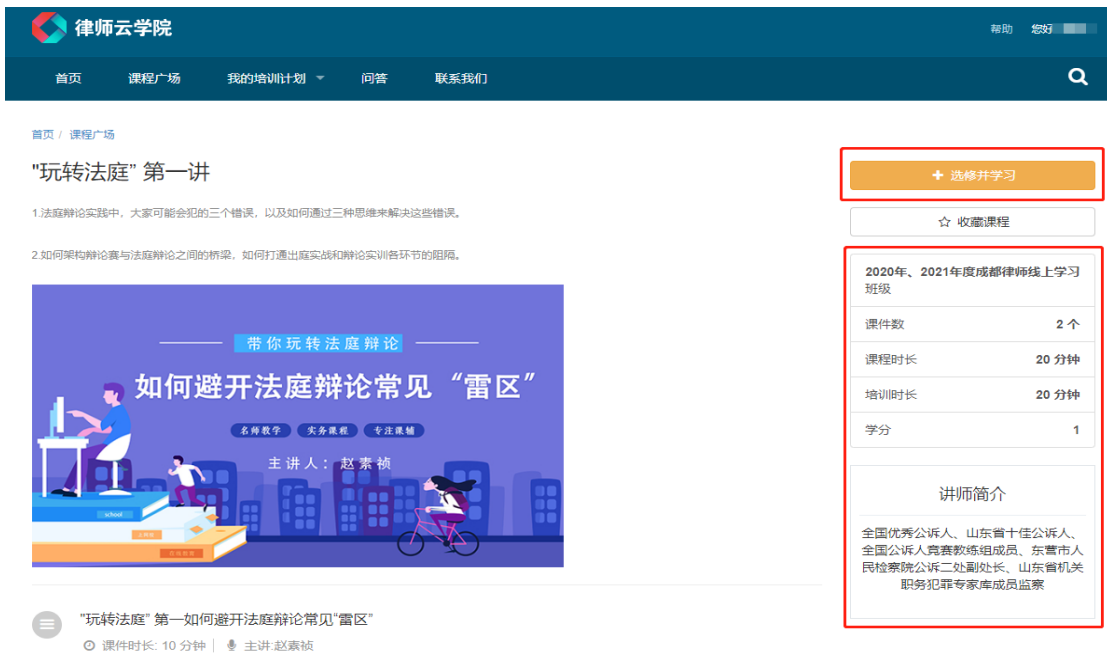 律师云学院
帮助 您好
首页 课程广场 我的培训计划 问答 联系我们
首页 / 课程广场
"玩转法庭" 第一讲
1.法庭辩论实践中，大家可能会犯的三个错误，以及如何通过三种思维来解决这些错误。
2.如何架构辩论赛与法庭辩论之间的桥梁，如何打通出庭实战和辩论实训各环节的阻隔。
带你玩转法庭辩论
如何避开法庭辩论常见“雷区”
名师教学 实务课程 专注课辅
主讲人：赵素祯
school
"玩转法庭" 第一如何避开法庭辩论常见"雷区"
课件时长: 10 分钟 主讲:赵素祯
+ 选修并学习
☆ 收藏课程
2020年、2021年度成都律师线上学习
班级
课件数 2 个
课程时长 20 分钟
培训时长 20 分钟
学分 1
讲师简介
全国优秀公诉人、山东省十佳公诉人、
全国公诉人竞赛教练组成员、东营市人
民检察院公诉二处副处长、山东省机关
职务犯罪专家库成员监察